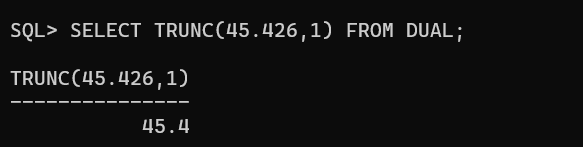 SQL> SELECT TRUNC(45.426,1) FROM DUAL;
TRUNC(45.426,1)
---------------
45.4